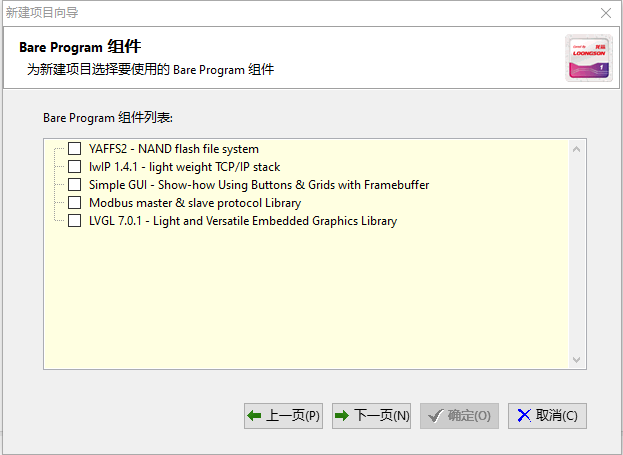 新建项目向导
Bare Program 组件
为新建项目选择要使用的 Bare Program 组件
LOONGSON
Bare Program 组件列表:
YAFFS2 - NAND flash file system
lwIP 1.4.1 - light weight TCP/IP stack
Simple GUI - Show-how Using Buttons & Grids with Framebuffer
Modbus master & slave protocol Library
LVGL 7.0.1 - Light and Versatile Embedded Graphics Library
上一页(P)
下一页(N)
确定(O)
取消(C)